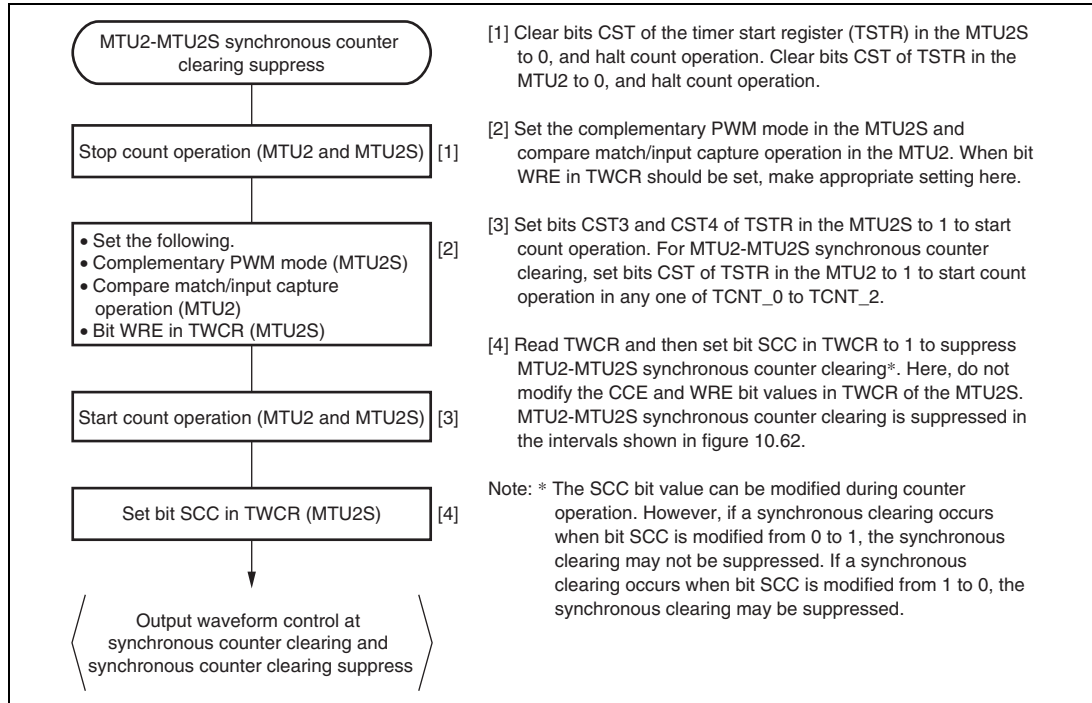 MTU2-MTU2S synchronous counter
clearing suppress
Stop count operation (MTU2 and MTU2S)
[1]
• Set the following.
• Complementary PWM mode (MTU2S)
• Compare match/input capture
operation (MTU2)
• Bit WRE in TWCR (MTU2S)
[2]
Start count operation (MTU2 and MTU2S)
[3]
Set bit SCC in TWCR (MTU2S)
[4]
Output waveform control at
synchronous counter clearing and
synchronous counter clearing suppress
[1] Clear bits CST of the timer start register (TSTR) in the MTU2S
to 0, and halt count operation. Clear bits CST of TSTR in the
MTU2 to 0, and halt count operation.
[2] Set the complementary PWM mode in the MTU2S and
compare match/input capture operation in the MTU2. When bit
WRE in TWCR should be set, make appropriate setting here.
[3] Set bits CST3 and CST4 of TSTR in the MTU2S to 1 to start
count operation. For MTU2-MTU2S synchronous counter
clearing, set bits CST of TSTR in the MTU2 to 1 to start count
operation in any one of TCNT_0 to TCNT_2.
[4] Read TWCR and then set bit SCC in TWCR to 1 to suppress
MTU2-MTU2S synchronous counter clearing*. Here, do not
modify the CCE and WRE bit values in TWCR of the MTU2S.
MTU2-MTU2S synchronous counter clearing is suppressed in
the intervals shown in figure 10.62.
Note: * The SCC bit value can be modified during counter
operation. However, if a synchronous clearing occurs
when bit SCC is modified from 0 to 1, the synchronous
clearing may not be suppressed. If a synchronous
clearing occurs when bit SCC is modified from 1 to 0, the
synchronous clearing may be suppressed.